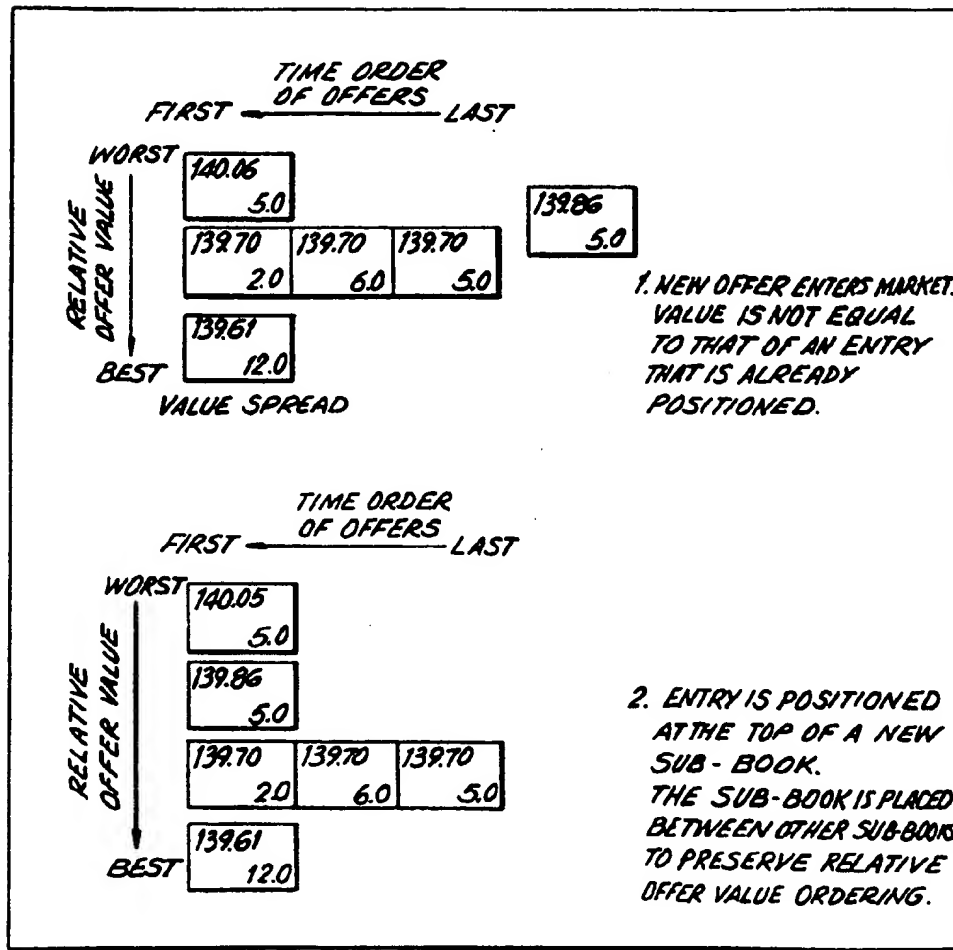 TIME ORDER
OF OFFERS
FIRST LAST
WORST
RELATIVE
OFFER VALUE
BEST
140.06
5.0
139.70 139.70 139.70
2.0 6.0 5.0
139.61
12.0
VALUE SPREAD
139.86
5.0
1. NEW OFFER ENTERS MARKET.
VALUE IS NOT EQUAL
TO THAT OF AN ENTRY
THAT IS ALREADY
POSITIONED.
TIME ORDER
OF OFFERS
FIRST LAST
WORST
RELATIVE
OFFER VALUE
BEST
140.05
5.0
139.86
5.0
139.70 139.70 139.70
2.0 6.0 5.0
139.61
12.0
2. ENTRY IS POSITIONED
AT THE TOP OF A NEW
SUB-BOOK.
THE SUB-BOOK IS PLACED
BETWEEN OTHER SUB-BOOKS
TO PRESERVE RELATIVE
OFFER VALUE ORDERING.